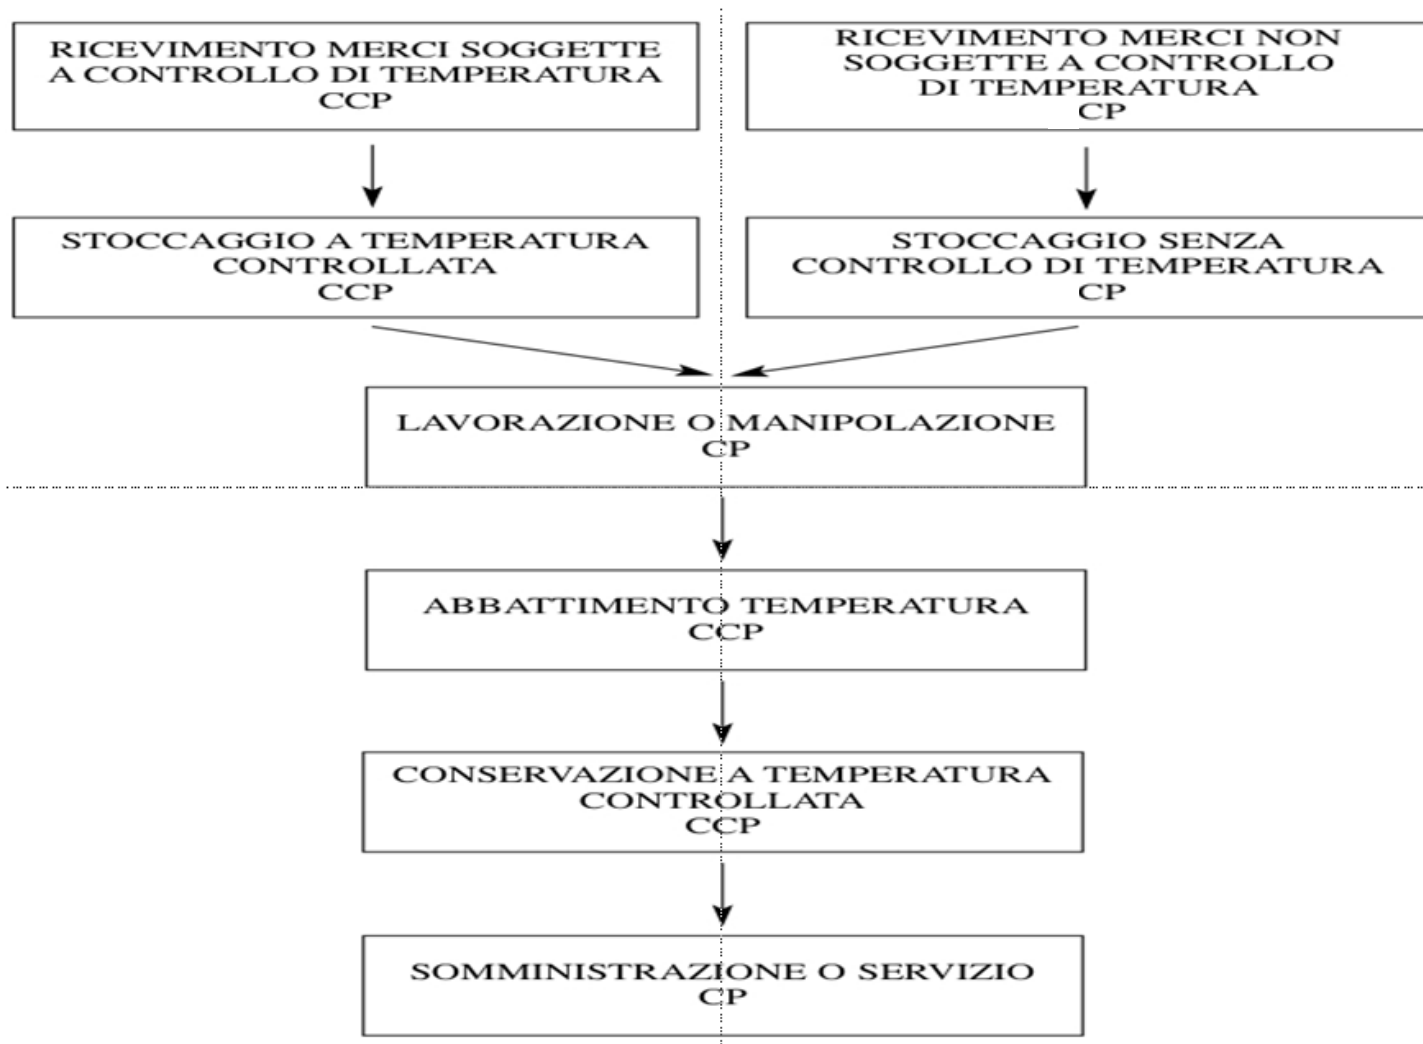 RICEVIMENTO MERCI SOGGETTE
A CONTROLLO DI TEMPERATURA
CCP
RICEVIMENTO MERCI NON
SOGGETTE A CONTROLLO
DI TEMPERATURA
CP
STOCCAGGIO A TEMPERATURA
CONTROLLATA
CCP
STOCCAGGIO SENZA
CONTROLLO DI TEMPERATURA
CP
LAVORAZIONE O MANIPOLAZIONE
CP
ABBATTIMENTO TEMPERATURA
CCP
CONSERVAZIONE A TEMPERATURA
CONTROLLATA
CCP
SOMMINISTRAZIONE O SERVIZIO
CP